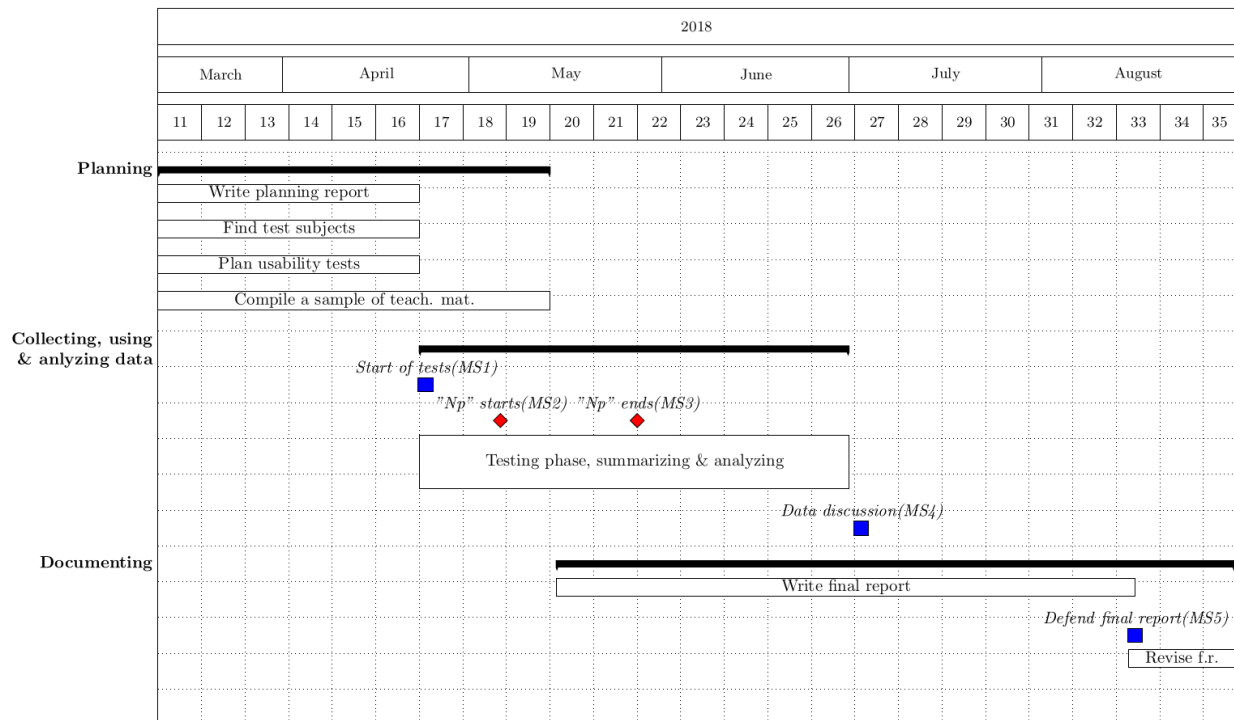 2018
March April May June July August
11 12 13 14 15 16 17 18 19 20 21 22 23 24 25 26 27 28 29 30 31 32 33 34 35
Planning
Write planning report
Find test subjects
Plan usability tests
Compile a sample of teach. mat.
Collecting, using
& anlyzing data
Start of tests(MS1)
"Np" starts(MS2) "Np" ends(MS3)
Testing phase, summarizing & analyzing
Data discussion(MS4)
Documenting
Write final report
Defend final report(MS5)
Revise f.r.